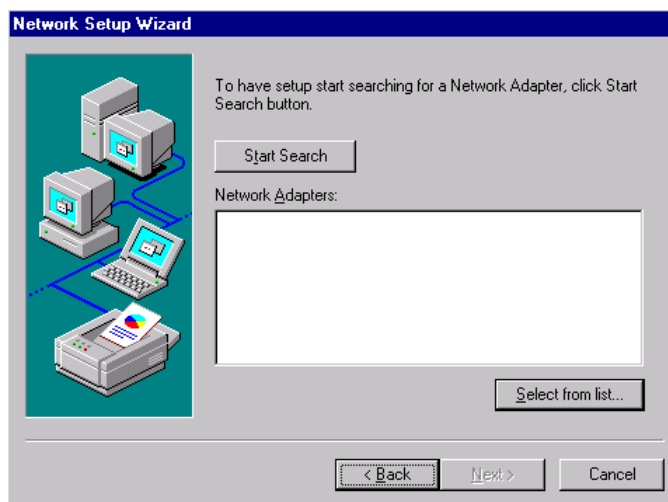 Network Setup Wizard
To have setup start searching for a Network Adapter, click Start
Search button.
Start Search
Network Adapters:
Select from list...
< Back
Next >
Cancel